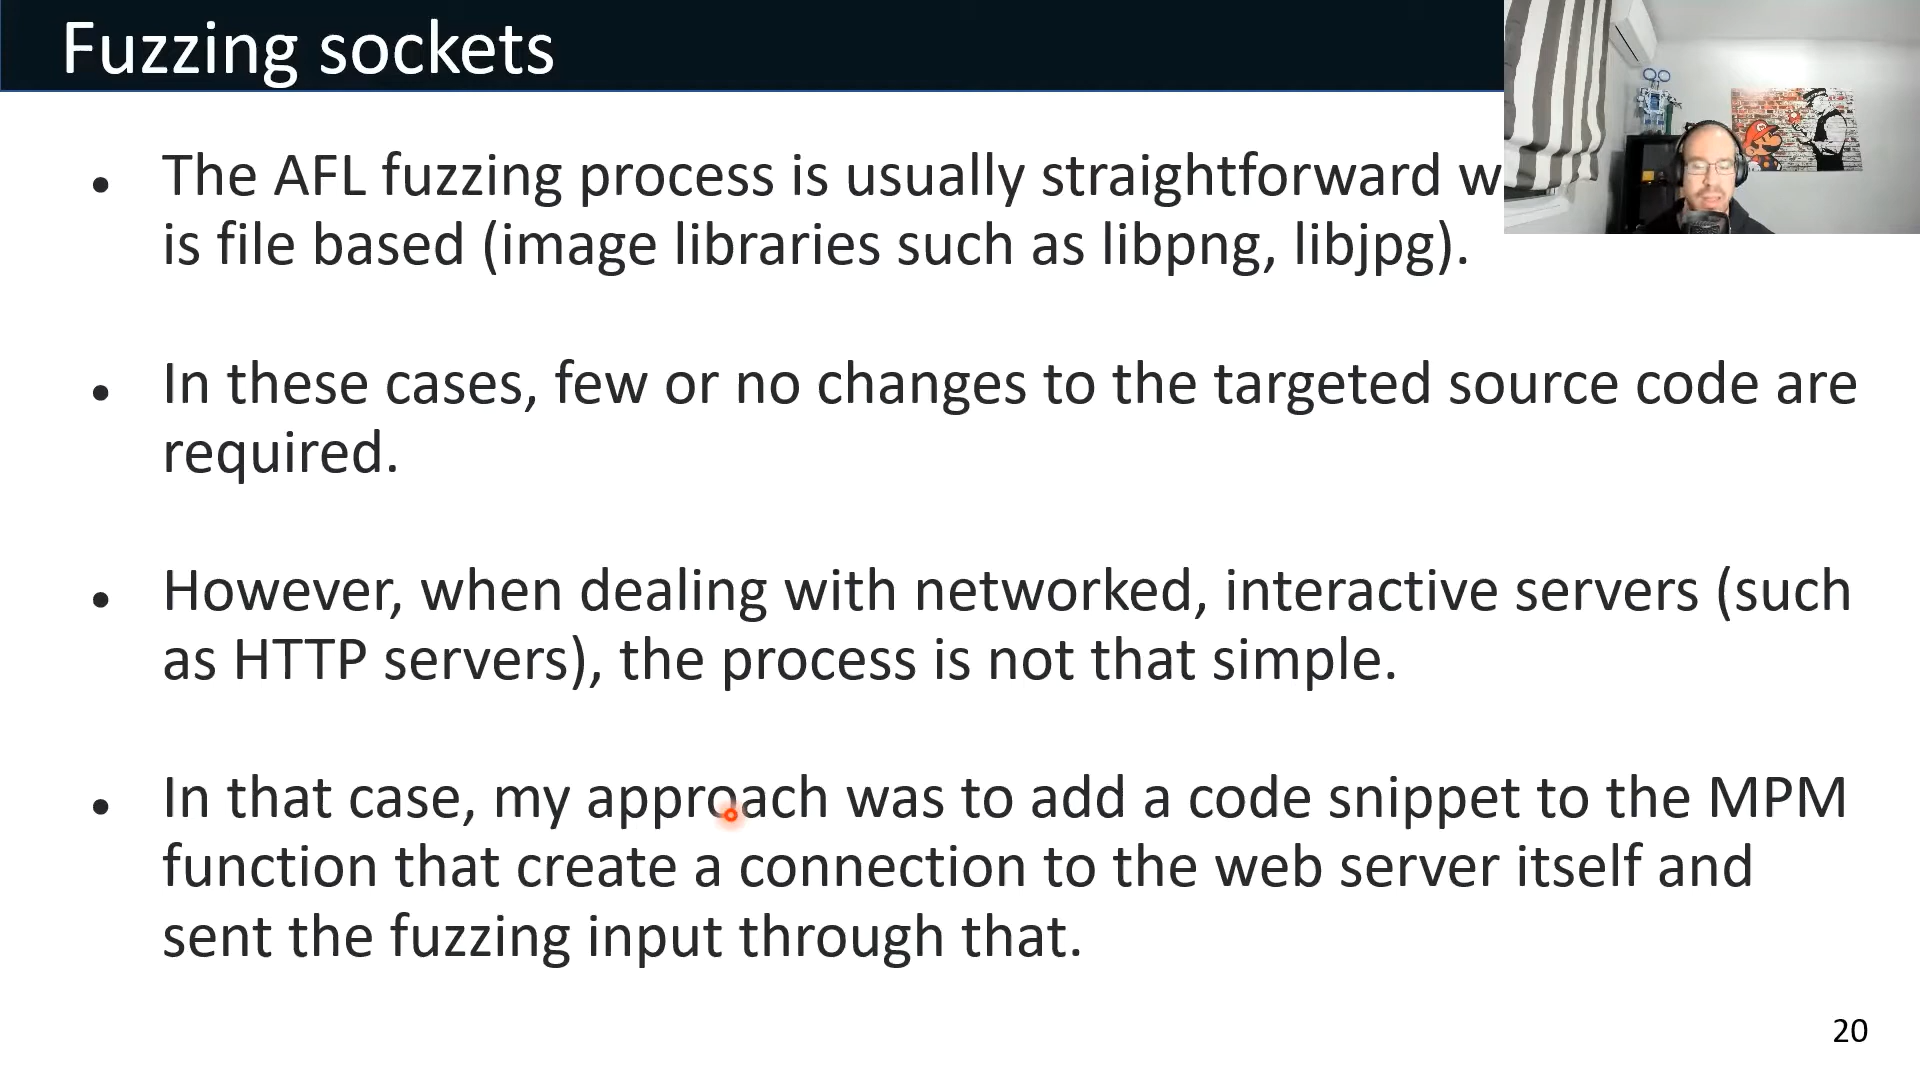 Fuzzing sockets
The AFL fuzzing process is usually straightforward
is file based (image libraries such as libpng, libjpg).
In these cases, few or no changes to the targeted source code are
required.
However, when dealing with networked, interactive servers (such
as HTTP servers), the process is not that simple.
In that case, my approach was to add a code snippet to the MPM
function that create a connection to the web server itself and
sent the fuzzing input through that.
20